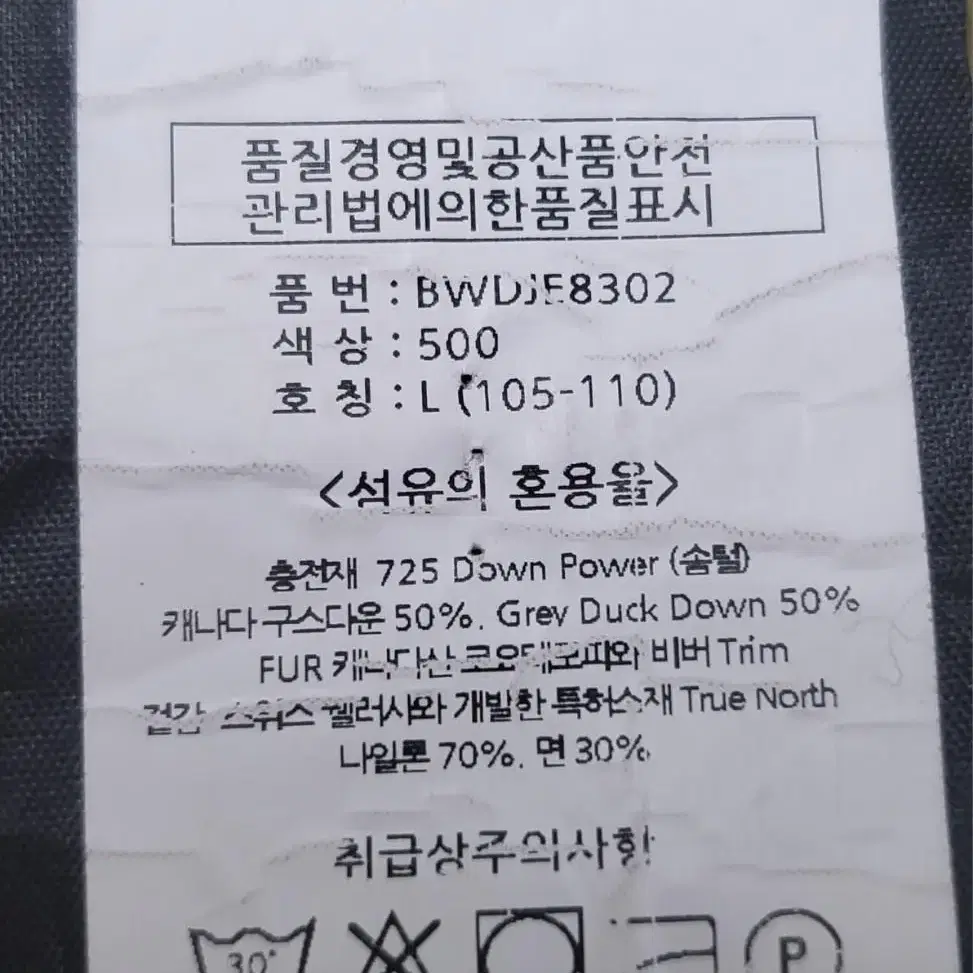 품질경영및공산품안전
관리법에의한품질표시
품 번 : BWDJE8302
색 상 : 500
호 칭 : L (105-110)
<섬유의 혼용율>
충전재 725 Down Power (솜털)
캐나다 구스다운 50%. Grey Duck Down 50%
FUR 캐나다산 코요테모피와 비버 Trim
겉감 스위스 쉘러사와 개발한 특허소재 True North
나일론 70%. 면 30%
취급상주의사항
30°
P